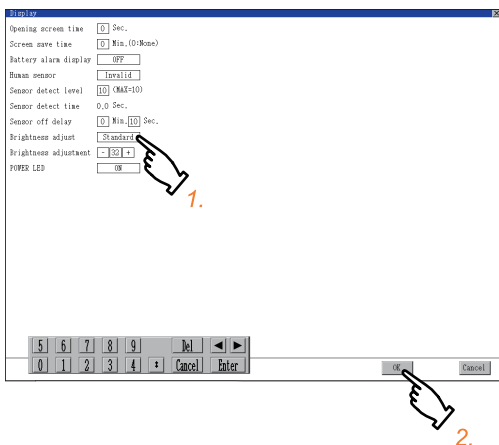 Display
Opening screen time 0 Sec.
Screen save time 0 Min.(0:None)
Battery alarm display OFF
Human sensor Invalid
Sensor detect level 10 (MAX=10)
Sensor detect time 0.0 Sec.
Sensor off delay 0 Min. 10 Sec.
Brightness adjust Standard
Brightness adjustment - 32 +
POWER LED ON
1.
5 6 7 8 9 Del ◀ ▶
0 1 2 3 4 Cancel Enter
OK Cancel
2.